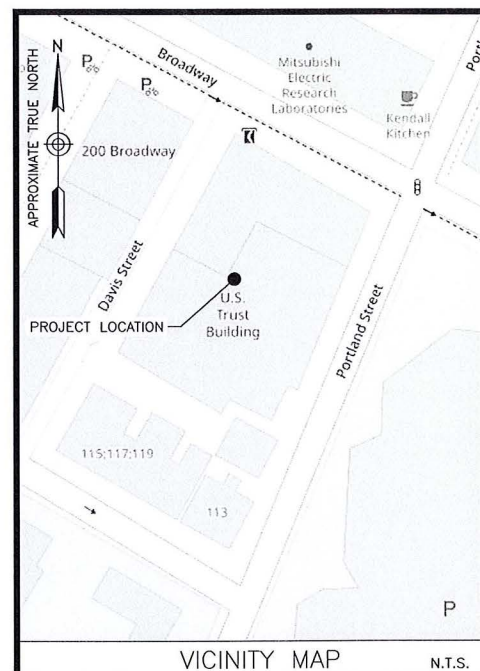 N
APPROXIMATE TRUE NORTH
P
P
Broadway
Mitsubishi
Electric
Research
Laboratories
Kendall
Kitchen
200 Broadway
Davis Street
U.S.
Trust
Building
PROJECT LOCATION
Portland Street
115;117;119
113
P
VICINITY MAP
N.T.S.